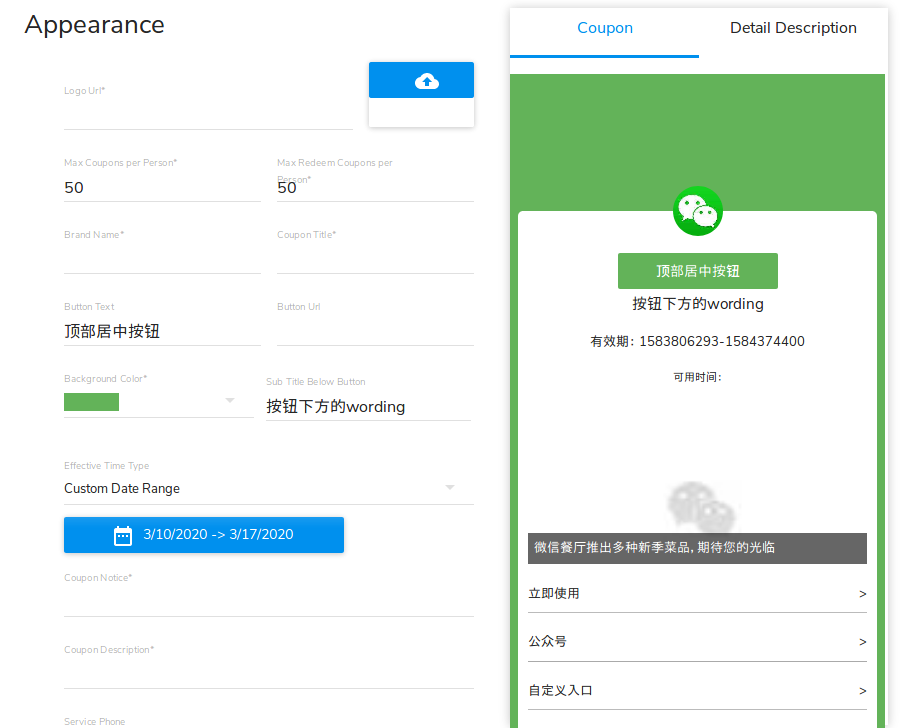 Appearance
Logo Url*
Max Coupons per Person*
50
Max Redeem Coupons per
Person*
50
Brand Name*
Coupon Title*
Button Text
顶部居中按钮
Button Url
Background Color*
Sub Title Below Button
按钮下方的wording
Effective Time Type
Custom Date Range
3/10/2020 -> 3/17/2020
Coupon Notice*
Coupon Description*
Service Phone
Coupon
Detail Description
顶部居中按钮
按钮下方的wording
有效期: 1583806293-1584374400
可用时间:
微信餐厅推出多种新季菜品, 期待您的光临
立即使用 >
公众号 >
自定义入口 >